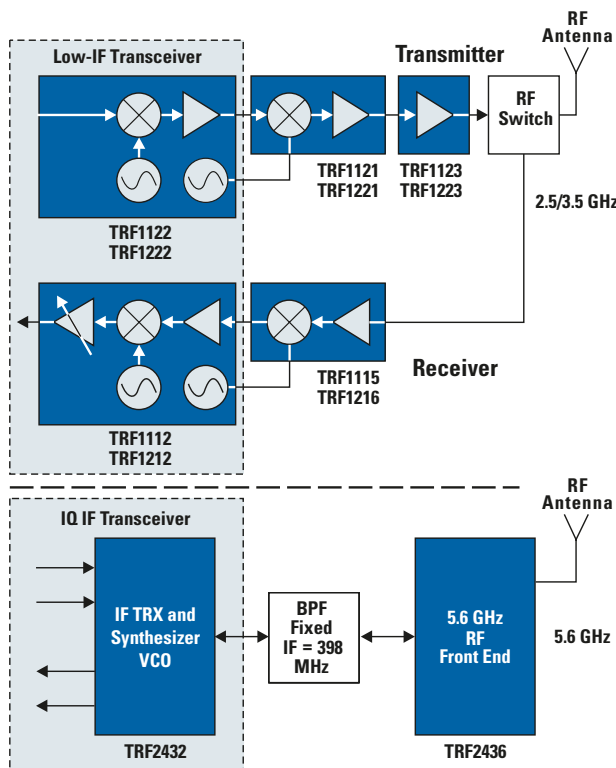 RF
Antenna
Low-IF Transceiver
Transmitter
RF
Switch
TRF1121
TRF1221
TRF1123
TRF1223
2.5/3.5 GHz
TRF1122
TRF1222
Receiver
TRF1115
TRF1216
TRF1112
TRF1212
RF
Antenna
IQ IF Transceiver
IF TRX and
Synthesizer
VCO
BPF
Fixed
IF = 398
MHz
5.6 GHz
RF
Front End
5.6 GHz
TRF2432
TRF2436